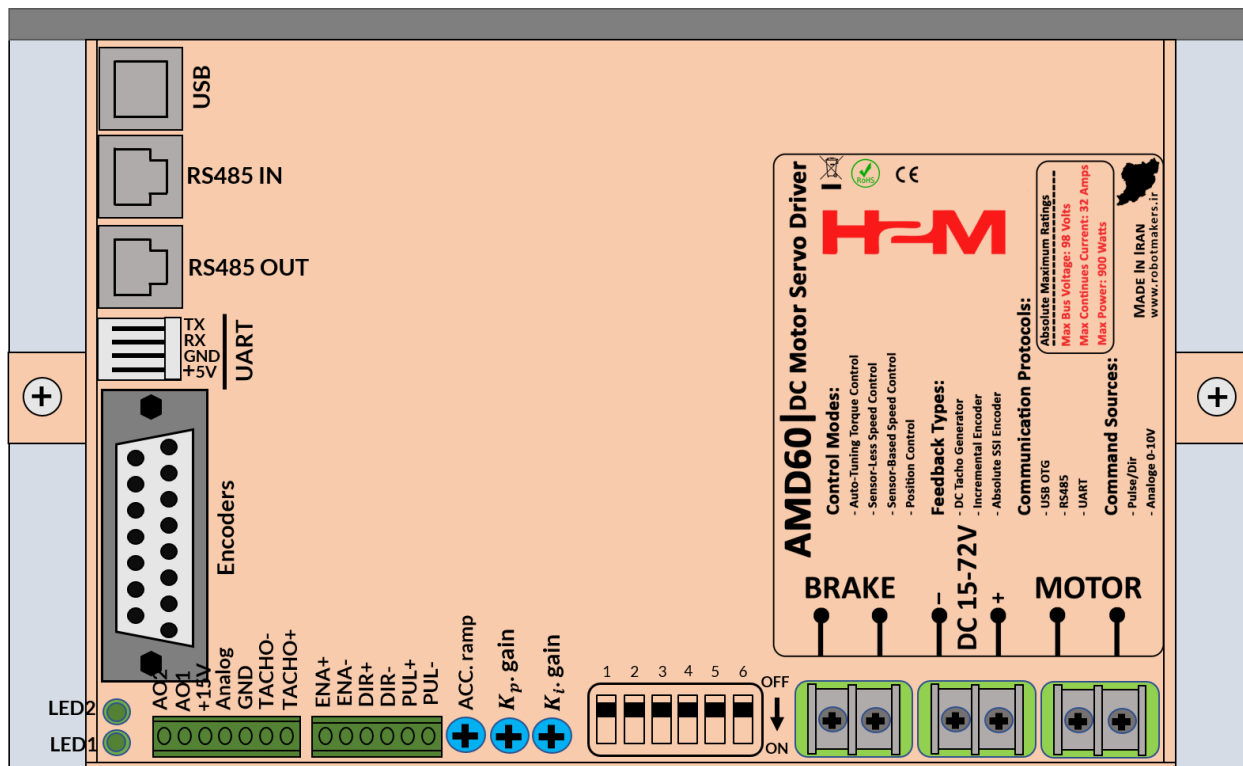 USB
RS485 IN
RS485 OUT
TX
RX
GND
+5V
UART
Encoders
LED2
LED1
AO2
AO1
+15V
Analog
GND
TACHO-
TACHO+
ENA+
ENA-
DIR+
DIR-
PUL+
PUL-
ACC. ramp
Kp. gain
Ki. gain
1 2 3 4 5 6
OFF
ON
AMD60|DC Motor Servo Driver
RoHS
CE
H2M
Control Modes:
- Auto-Tuning Torque Control
- Sensor-Less Speed Control
- Sensor-Based Speed Control
- Position Control
Feedback Types:
- DC Tacho Generator
- Incremental Encoder
- Absolute SSI Encoder
Communication Protocols:
- USB OTG
- RS485
- UART
Command Sources:
- Pulse/Dir
- Analoge 0-10V
Absolute Maximum Ratings
Max Bus Voltage: 98 Volts
Max Continues Current: 32 Amps
Max Power: 900 Watts
MADE IN IRAN
www.robotmakers.ir
BRAKE
DC 15-72V
- +
MOTOR